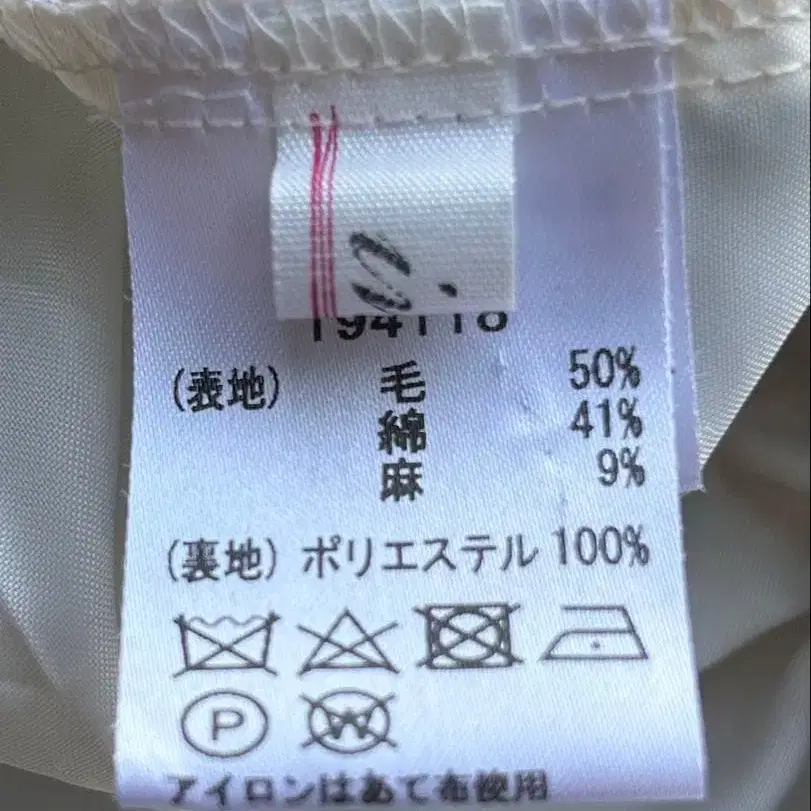 194118
(表地) 毛 50%
綿 41%
麻 9%
(裏地) ポリエステル 100%
P W
アイロンはあて布使用